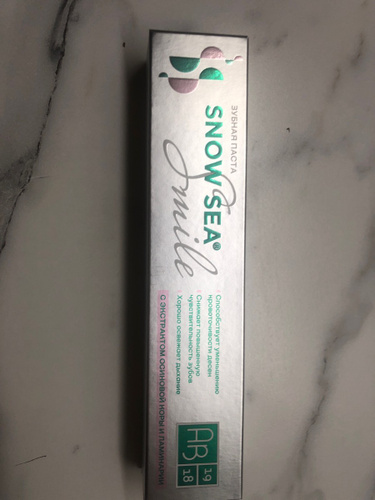 ЗУБНАЯ ПАСТА
SNOW SEA®
Smile
Способствует уменьшению
кровоточивости десен
Снижает повышенную
чувствительность зубов
Хорошо освежает дыхание
С ЭКСТРАКТОМ ОСИНОВОЙ КОРЫ И ЛАМИНАРИИ
AB
19
18